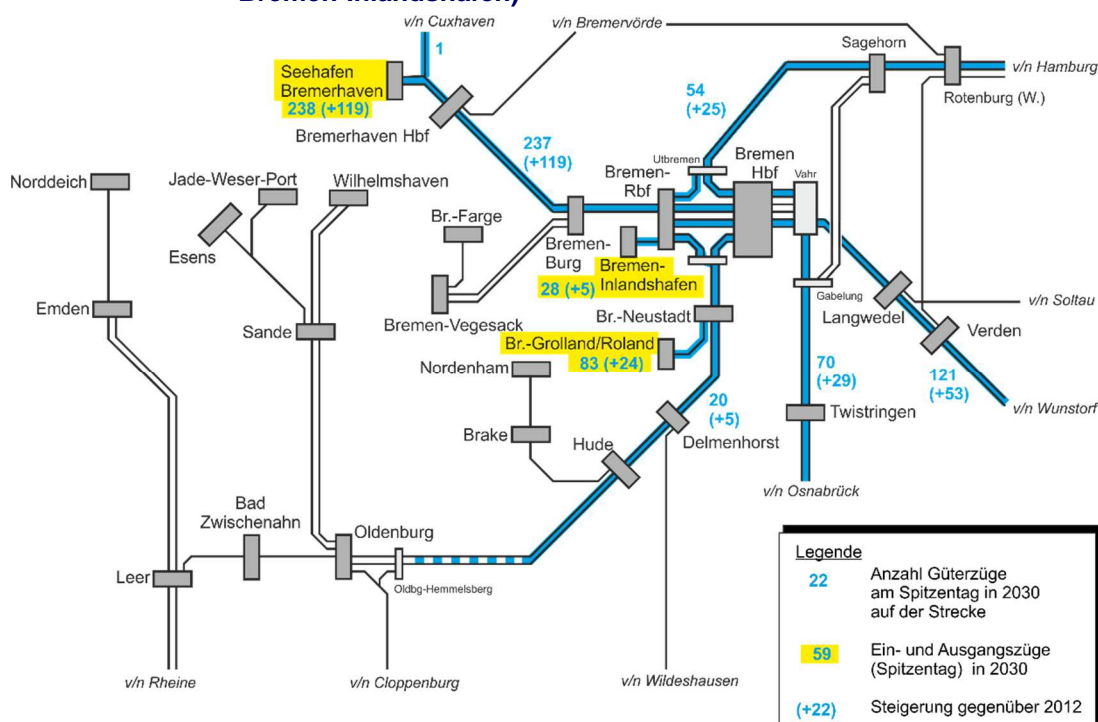 Bremen-Inlandshafen)
v/n Cuxhaven
v/n Bremervörde
1
Sagehorn
Seehafen
Bremerhaven
238 (+119)
v/n Hamburg
54
(+25)
Rotenburg (W.)
Bremerhaven Hbf
237
(+119)
Utbremen
Bremen
Hbf
Bremen-
Rbf
Vahr
Norddeich
Jade-Weser-Port
Wilhelmshaven
Br.-Farge
Esens
Bremen-
Burg
Bremen-
Inlandshafen
28 (+5)
Gabelung
Langwedel
v/n Soltau
Emden
Sande
Bremen-Vegesack
Br.-Neustadt
Verden
Br.-Grolland/Roland
83 (+24)
Nordenham
70
(+29)
121
(+53)
20
(+5)
v/n Wunstorf
Twistringen
Brake
Hude
Delmenhorst
v/n Osnabrück
Bad
Zwischenahn
Oldenburg
Leer
Oldbg-Hemmelsberg
v/n Rheine
v/n Cloppenburg
v/n Wildeshausen
Legende
22
Anzahl Güterzüge
am Spitzentag in 2030
auf der Strecke
59
Ein- und Ausgangszüge
(Spitzentag) in 2030
(+22)
Steigerung gegenüber 2012